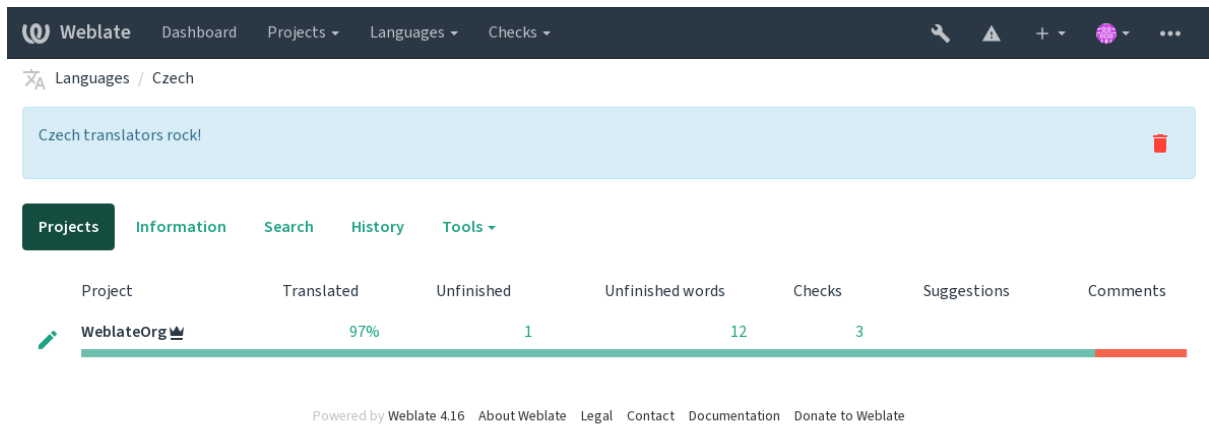 Weblate Dashboard Projects Languages Checks
Languages / Czech
Czech translators rock!
Projects Information Search History Tools
Project Translated Unfinished Unfinished words Checks Suggestions Comments
WeblateOrg 97% 1 12 3
Powered by Weblate 4.16 About Weblate Legal Contact Documentation Donate to Weblate